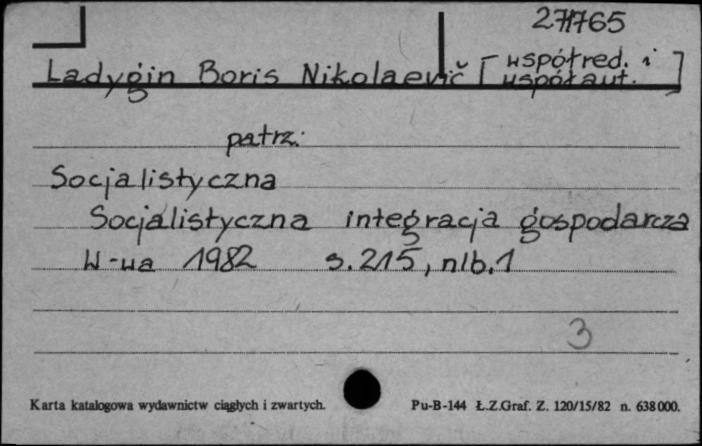 271765
Ladygin Boris Nikolaevič [współred. i
współaut.]
patrz:
Socjalistyczna
Socjalistyczna integracja gospodarcza
W-wa 1982 s. 215, nlb. 1
3
Karta katalogowa wydawnictw ciągłych i zwartych. Pu-B-144 Ł.Z.Graf. Z. 120/15/82 n. 638000.